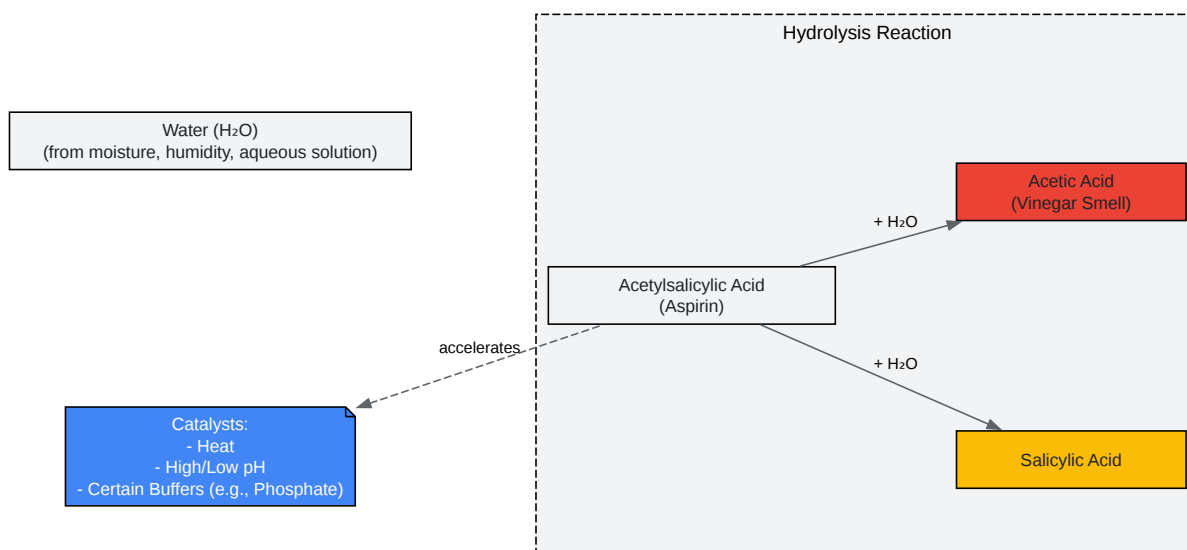 Hydrolysis Reaction
Water (H₂O)
(from moisture, humidity, aqueous solution)
Acetic Acid
(Vinegar Smell)
+ H₂O
Acetylsalicylic Acid
(Aspirin)
accelerates
+ H₂O
Catalysts:
- Heat
- High/Low pH
- Certain Buffers (e.g., Phosphate)
Salicylic Acid